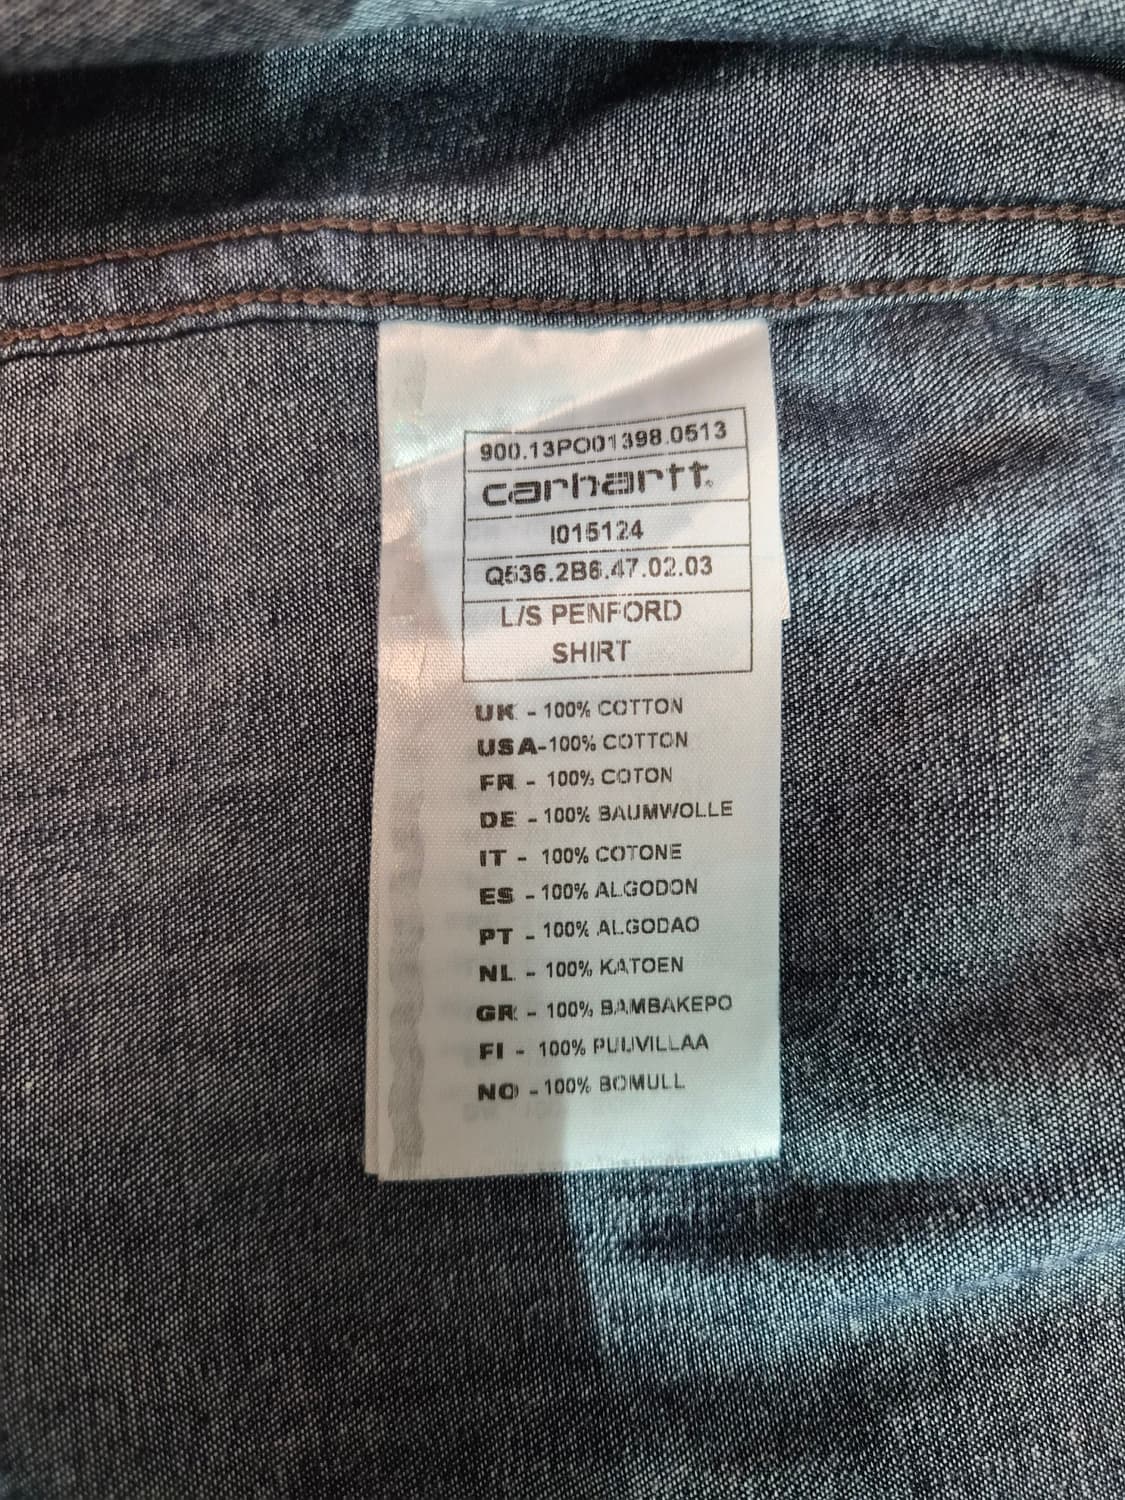 900.13PO01398.0513
carhartt®
I015124
Q536.2B6.47.02.03
L/S PENFORD
SHIRT
UK - 100% COTTON
USA-100% COTTON
FR - 100% COTON
DE - 100% BAUMWOLLE
IT - 100% COTONE
ES - 100% ALGODON
PT - 100% ALGODAO
NL - 100% KATOEN
GR - 100% BAMBAKEPO
FI - 100% PUUVILLAA
NO - 100% BOMULL